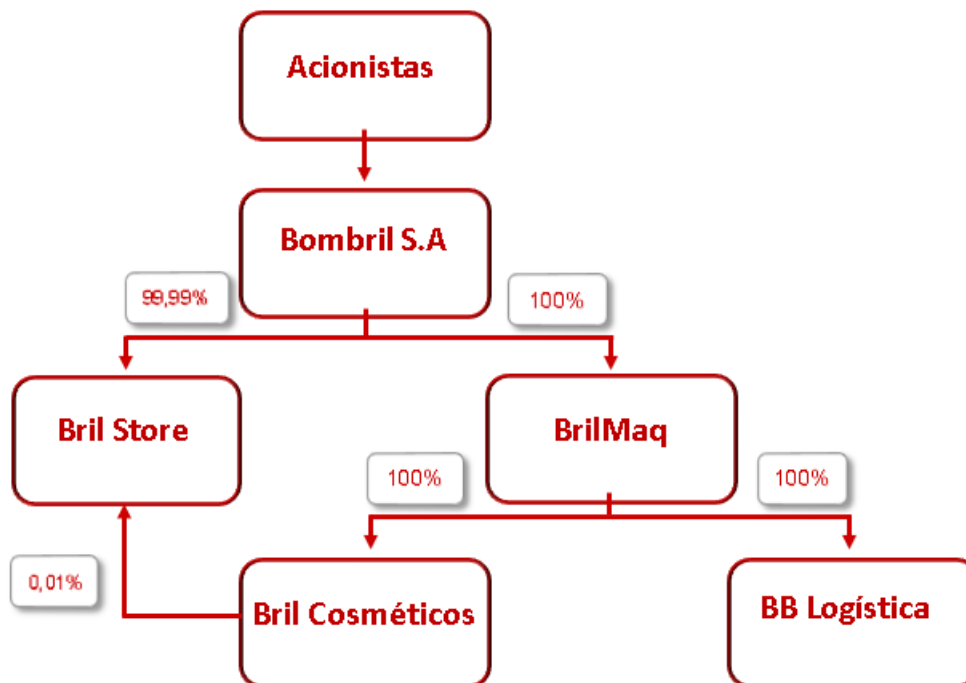 Acionistas
Bombril S.A
99,99%
100%
Bril Store
BrilMaq
100%
100%
0,01%
Bril Cosméticos
BB Logística